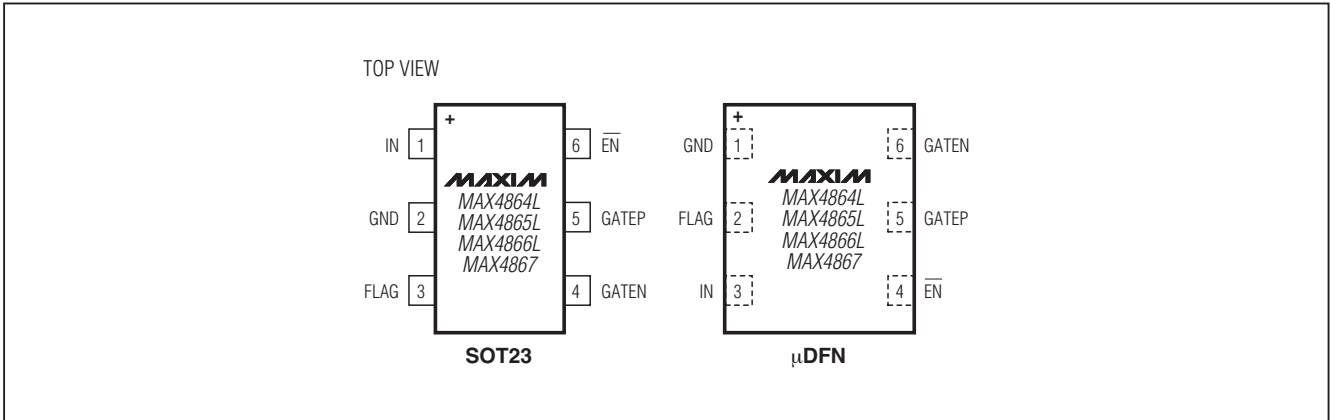 TOP VIEW
+
IN 1
6 EN
MAXIM
MAX4864L
MAX4865L
MAX4866L
MAX4867
GND 2
5 GATEP
FLAG 3
4 GATEN
SOT23
+
GND 1
6 GATEN
MAXIM
MAX4864L
MAX4865L
MAX4866L
MAX4867
FLAG 2
5 GATEP
IN 3
4 EN
μDFN